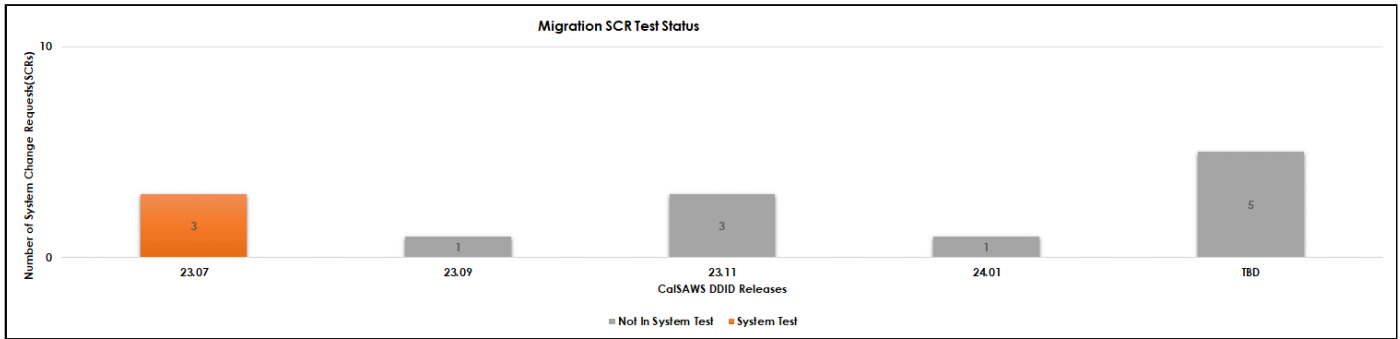 Migration SCR Test Status
Number of System Change Requests(SCRs)
10
0
3
1
3
1
5
23.07
23.09
23.11
24.01
TBD
CalSAWS DDID Releases
Not In System Test
System Test